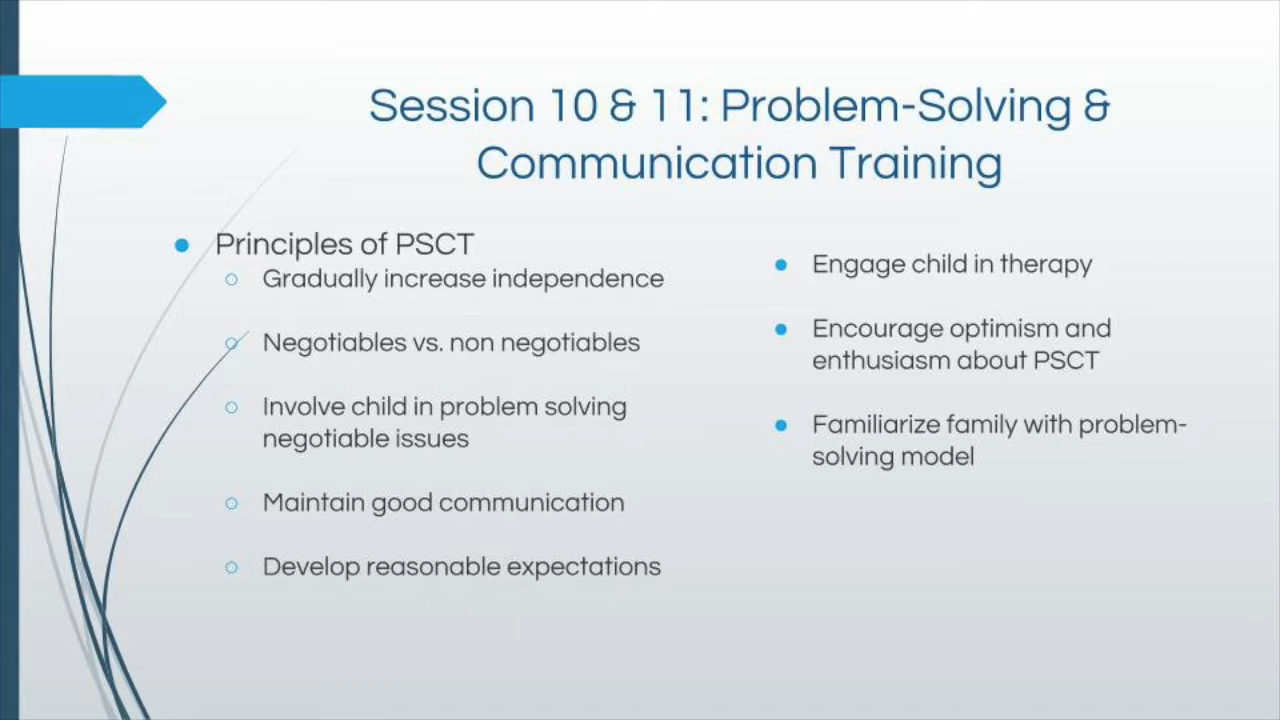 Session 10 & 11: Problem-Solving &
Communication Training
Principles of PSCT
Gradually increase independence
Negotiables vs. non negotiables
Involve child in problem solving
negotiable issues
Maintain good communication
Develop reasonable expectations
Engage child in therapy
Encourage optimism and
enthusiasm about PSCT
Familiarize family with problem-
solving model